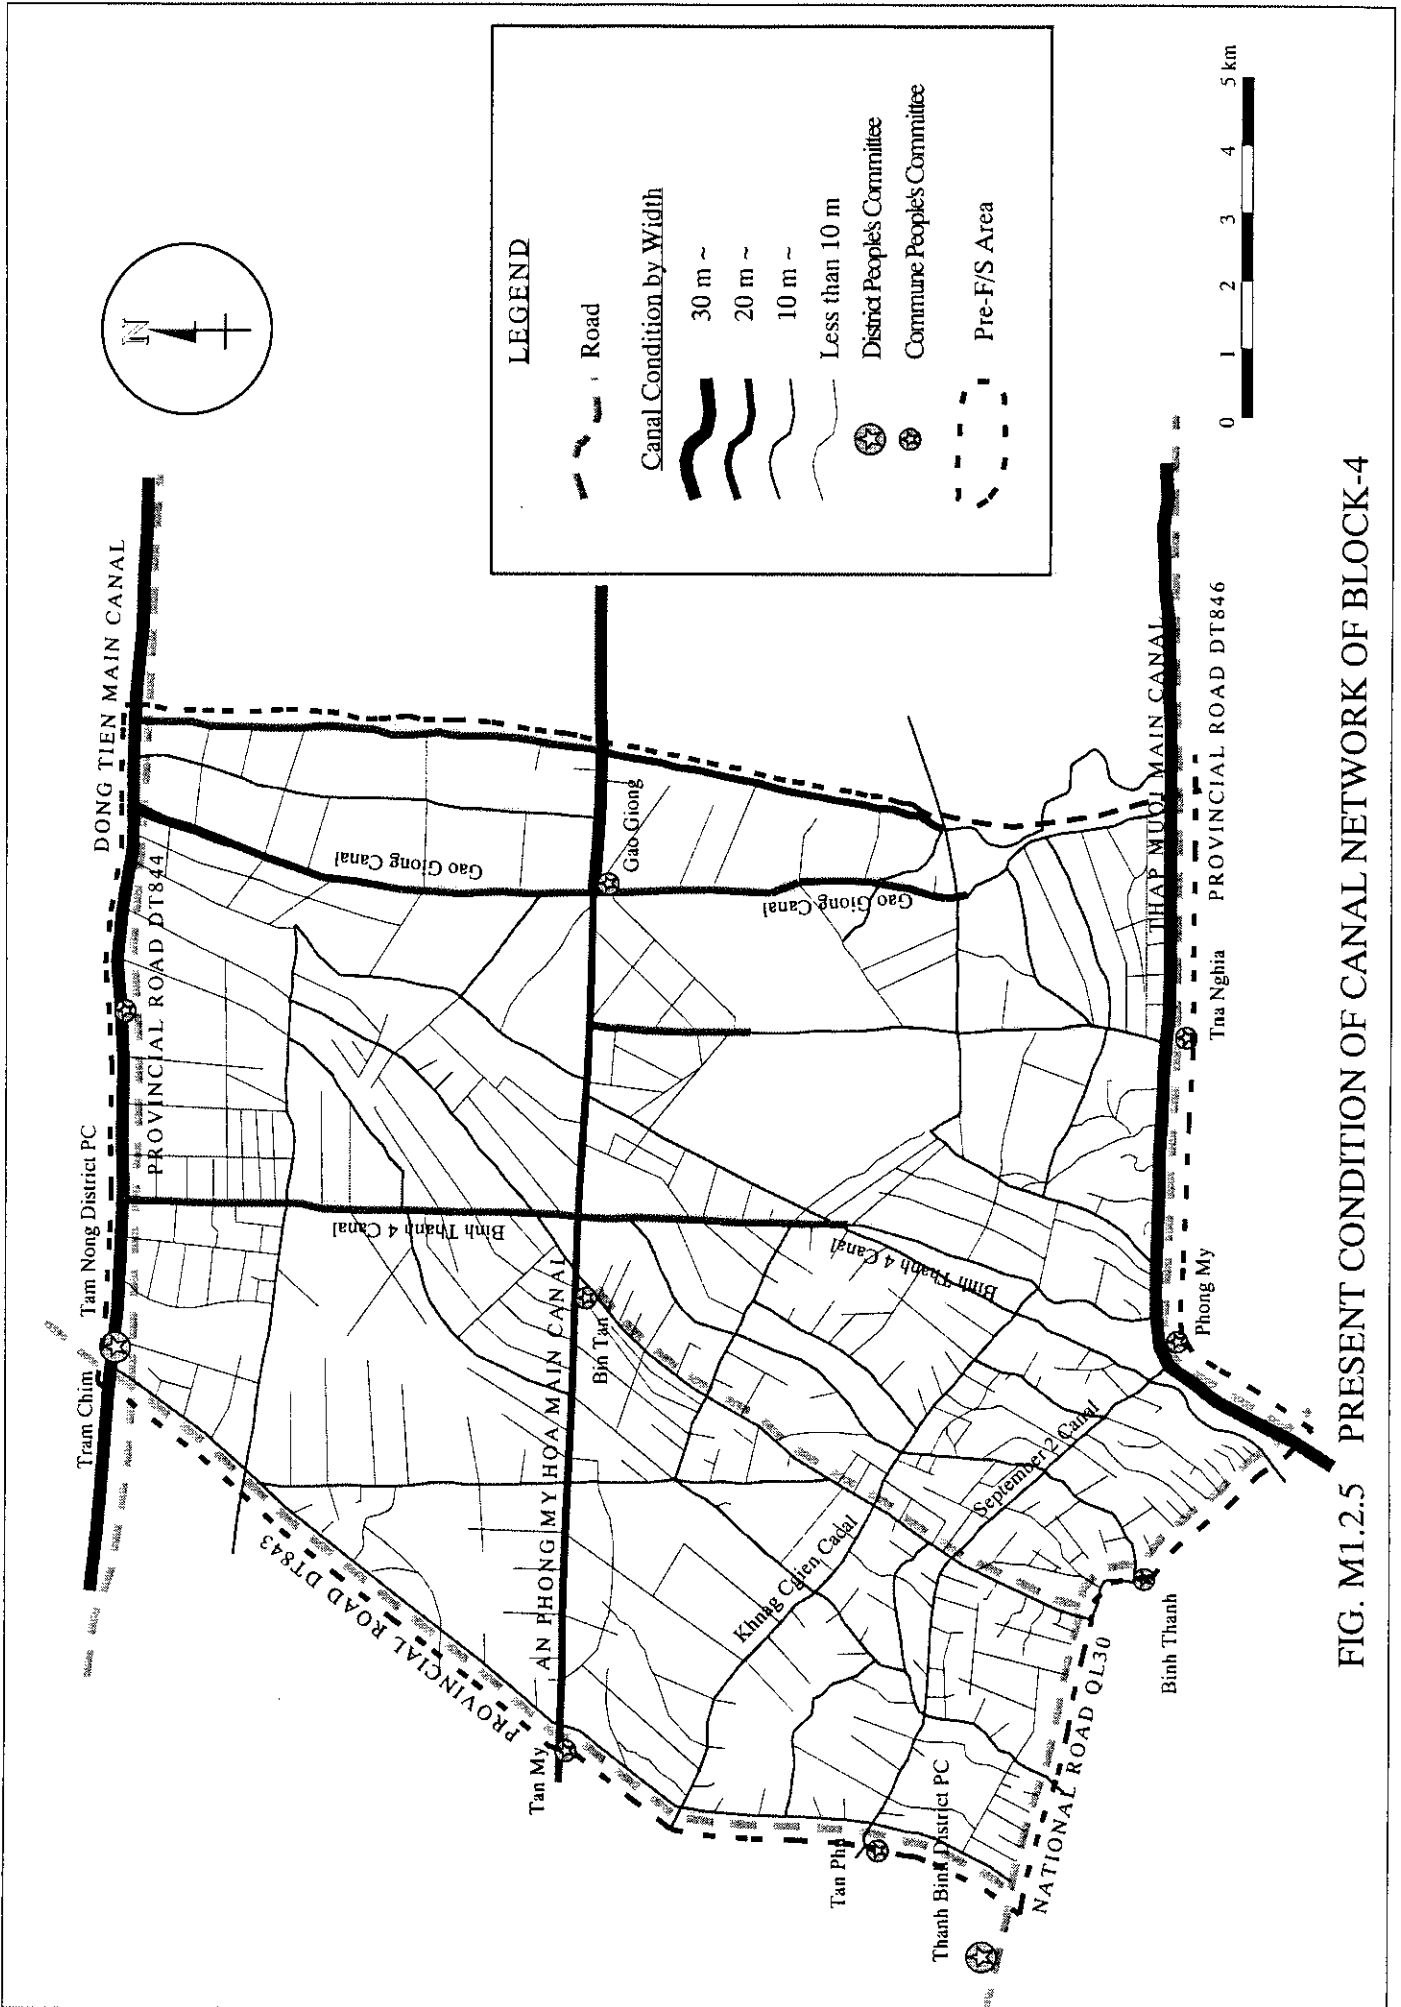 DONG TIEN MAIN CANAL
Tam Nong District PC
Tram Chim
PROVINCIAL ROAD DT844
PROVINCIAL ROAD DT843
Gao Giong Canal
Binh Thanh 4 Canal
Gao Giong
AN PHONG MY HOA MAIN CANAL
Bin Tan
Tan My
Gao Giong Canal
Binh Thanh 4 Canal
Khnag Cgien Cadal
September 2 Canal
Tan Phu
Thanh Binh District PC
NATIONAL ROAD QL30
Binh Thanh
THAP MUOI MAIN CANAL
PROVINCIAL ROAD DT846
Tna Nghia
Phong My
N
LEGEND
Road
Canal Condition by Width
30 m ~
20 m ~
10 m ~
Less than 10 m
District People's Committee
Commune People's Committee
Pre-F/S Area
0 1 2 3 4 5 km
FIG. M1.2.5 PRESENT CONDITION OF CANAL NETWORK OF BLOCK-4